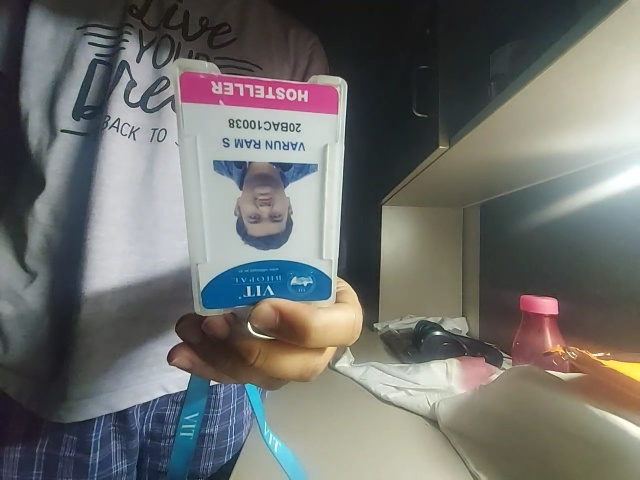 Live
YOUR
BACK TO
VIT
BHOPAL
VARUN RAM S
20BAC10038
HOSTELLER
VIT